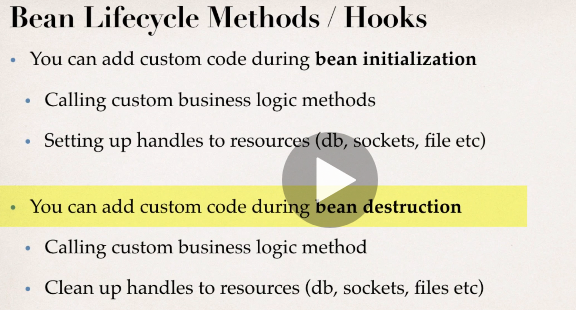 Bean Lifecycle Methods / Hooks
• You can add custom code during bean initialization
• Calling custom business logic methods
• Setting up handles to resources (db, sockets, file etc)
• You can add custom code during bean destruction
• Calling custom business logic method
• Clean up handles to resources (db, sockets, files etc)